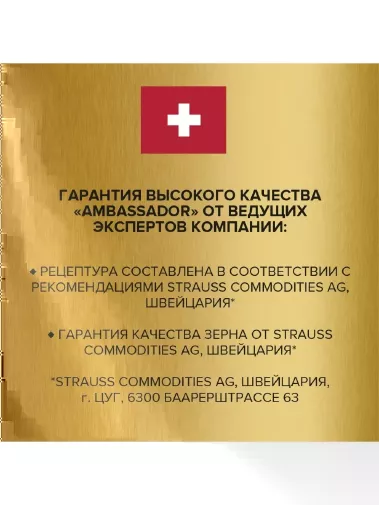 ГАРАНТИЯ ВЫСОКОГО КАЧЕСТВА
«AMBASSADOR» ОТ ВЕДУЩИХ
ЭКСПЕРТОВ КОМПАНИИ:
♦ РЕЦЕПТУРА СОСТАВЛЕНА В СООТВЕТСТВИИ С
РЕКОМЕНДАЦИЯМИ STRAUSS COMMODITIES AG,
ШВЕЙЦАРИЯ*
♦ ГАРАНТИЯ КАЧЕСТВА ЗЕРНА ОТ STRAUSS
COMMODITIES AG, ШВЕЙЦАРИЯ*
*STRAUSS COMMODITIES AG, ШВЕЙЦАРИЯ,
г. ЦУГ, 6300 БААРЕРШТРАССЕ 63